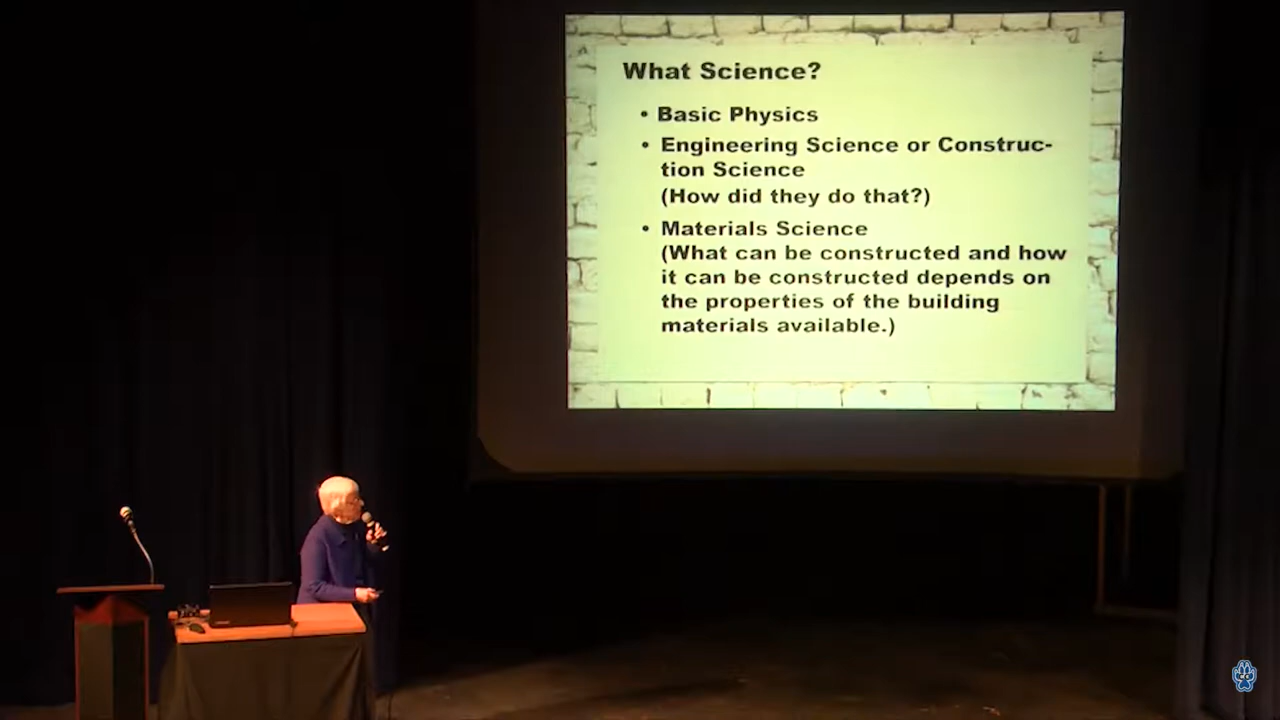 What Science?
• Basic Physics
• Engineering Science or Construc-
tion Science
(How did they do that?)
• Materials Science
(What can be constructed and how
it can be constructed depends on
the properties of the building
materials available.)